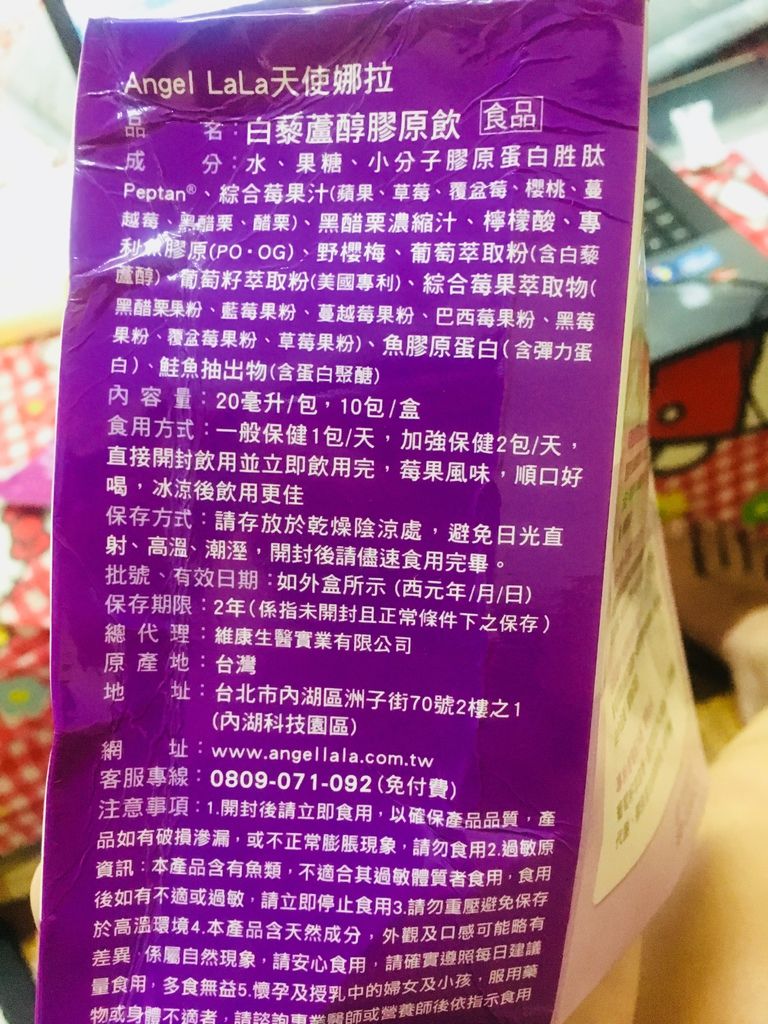 Angel LaLa天使娜拉
品 名：白藜蘆醇膠原飲 食品
成 分：水、果糖、小分子膠原蛋白胜肽
Peptan®、綜合莓果汁(蘋果、草莓、覆盆莓、櫻桃、蔓
越莓、黑醋栗、醋栗)、黑醋栗濃縮汁、檸檬酸、專
利魚膠原(PO·OG)、野櫻梅、葡萄萃取粉(含白藜
蘆醇)、葡萄籽萃取粉(美國專利)、綜合莓果萃取物(
黑醋栗果粉、藍莓果粉、蔓越莓果粉、巴西莓果粉、黑莓
果粉、覆盆莓果粉、草莓果粉)、魚膠原蛋白(含彈力蛋
白)、鮭魚抽出物(含蛋白聚醣)
內 容 量：20毫升/包，10包/盒
食用方式：一般保健1包/天，加強保健2包/天，
直接開封飲用並立即飲用完，莓果風味，順口好
喝，冰涼後飲用更佳
保存方式：請存放於乾燥陰涼處，避免日光直
射、高溫、潮溼，開封後請儘速食用完畢。
批號、有效日期：如外盒所示 (西元年/月/日)
保存期限：2年(係指未開封且正常條件下之保存)
總 代 理：維康生醫實業有限公司
原 產 地：台灣
地 址：台北市內湖區洲子街70號2樓之1
(內湖科技園區)
網 址：www.angellala.com.tw
客服專線：0809-071-092(免付費)
注意事項：1.開封後請立即食用，以確保產品品質，產
品如有破損滲漏，或不正常膨脹現象，請勿食用2.過敏原
資訊：本產品含有魚類，不適合其過敏體質者食用，食用
後如有不適或過敏，請立即停止食用3.請勿重壓避免保存
於高溫環境4.本產品含天然成分，外觀及口感可能略有
差異，係屬自然現象，請安心食用，請確實遵照每日建議
量食用，多食無益5.懷孕及授乳中的婦女及小孩，服用藥
物或身體不適者，請諮詢專業醫師或營養師後依指示食用